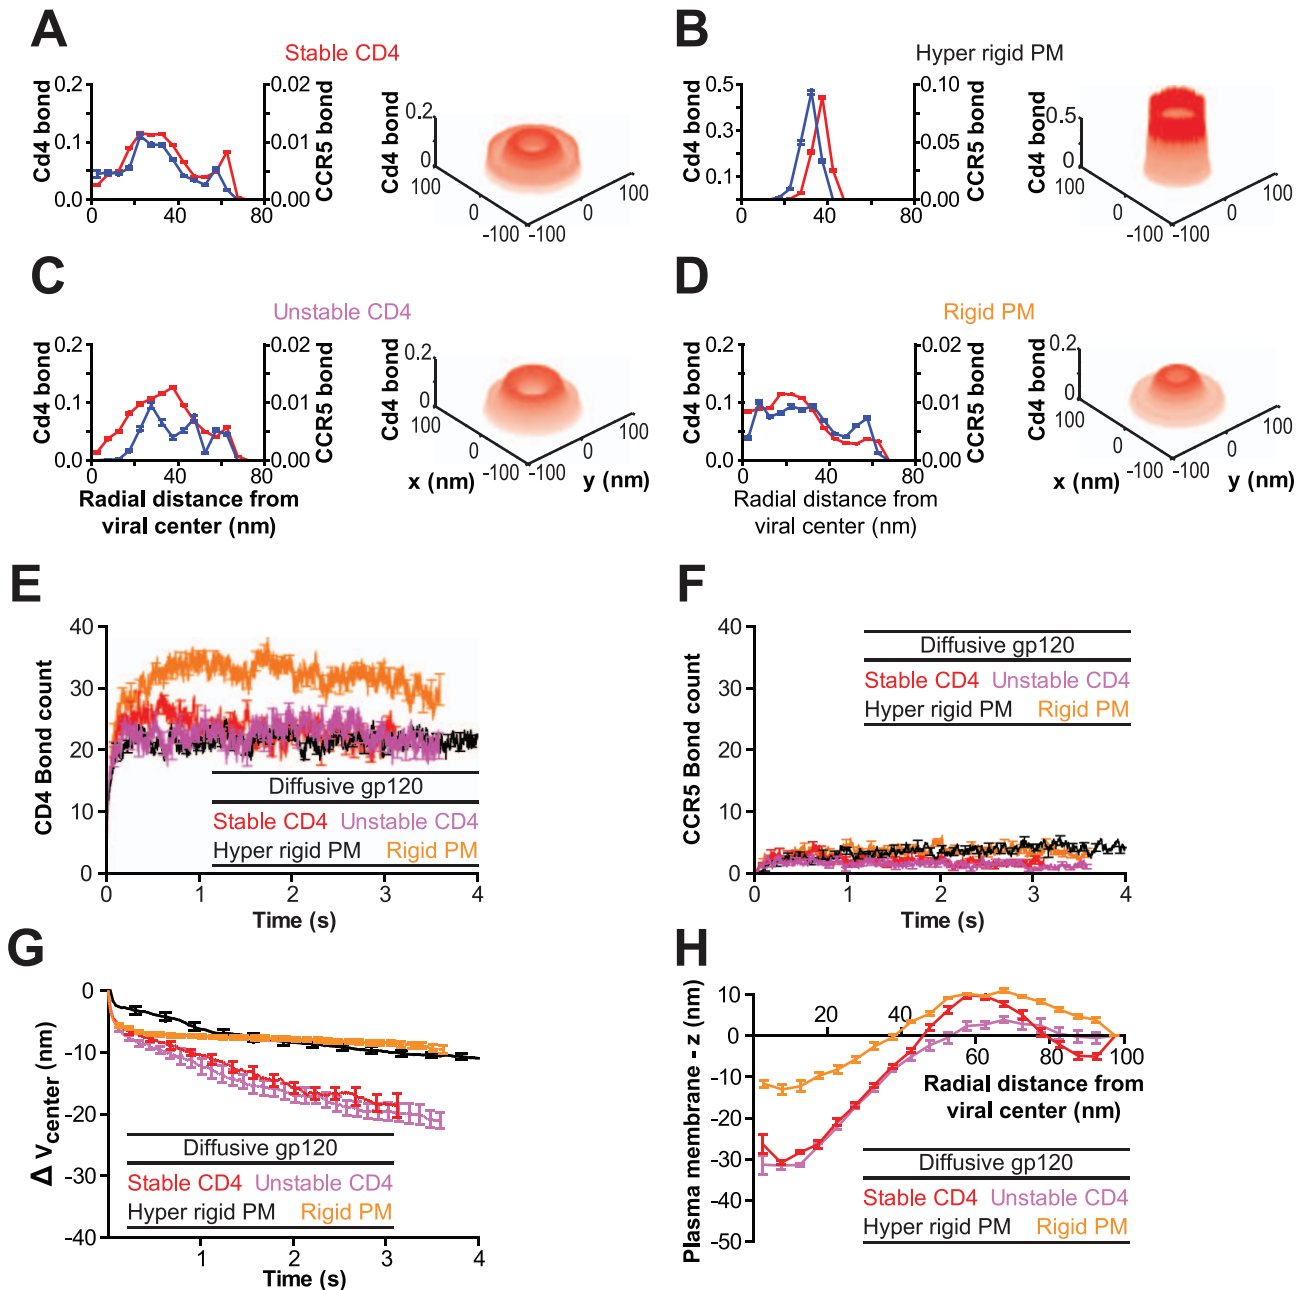 A
Stable CD4
Cd4 bond
0.2
0.1
0.0
0 40 80
0.02
0.01
0.00
CCR5 bond
Cd4 bond
0.2
0
100
0
-100
-100
0
100
B
Hyper rigid PM
Cd4 bond
0.5
0.3
0.1
0 40 80
0.10
0.05
0.00
CCR5 bond
Cd4 bond
0.5
0
100
0
-100
-100
0
100
C
Unstable CD4
Cd4 bond
0.2
0.1
0.0
0 40 80
0.02
0.01
0.00
CCR5 bond
Radial distance from
viral center (nm)
Cd4 bond
0.2
0
100
0
-100
-100
0
100
x (nm)
y (nm)
D
Rigid PM
Cd4 bond
0.2
0.1
0.0
0 40 80
0.02
0.01
0.00
CCR5 bond
Radial distance from
viral center (nm)
Cd4 bond
0.2
0
100
0
-100
-100
0
100
x (nm)
y (nm)
E
CD4 Bond count
40
30
20
10
0
0 1 2 3 4
Time (s)
Diffusive gp120
Stable CD4 Unstable CD4
Hyper rigid PM Rigid PM
F
CCR5 Bond count
40
30
20
10
0
0 1 2 3 4
Time (s)
Diffusive gp120
Stable CD4 Unstable CD4
Hyper rigid PM Rigid PM
G
Δ Vcenter (nm)
0
-10
-20
-30
-40
1 2 3 4
Time (s)
Diffusive gp120
Stable CD4 Unstable CD4
Hyper rigid PM Rigid PM
H
Plasma membrane - z (nm)
10
0
-10
-20
-30
-40
-50
20 40 60 80 100
Radial distance from
viral center (nm)
Diffusive gp120
Stable CD4 Unstable CD4
Hyper rigid PM Rigid PM